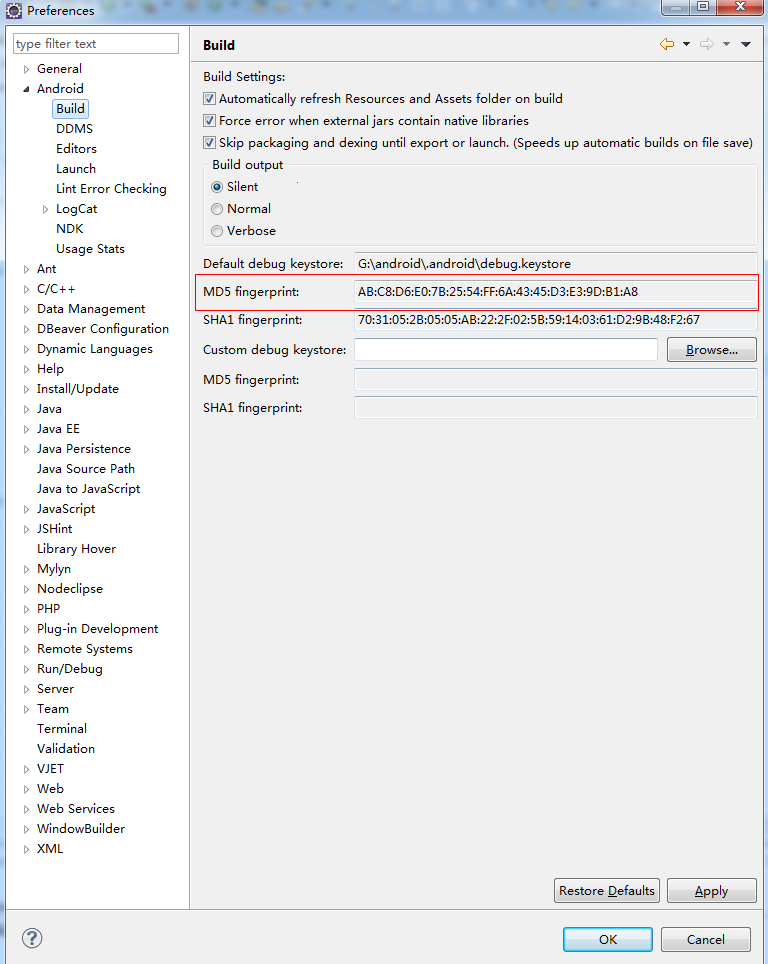 Preferences
type filter text
General
Android
Build
DDMS
Editors
Launch
Lint Error Checking
LogCat
NDK
Usage Stats
Ant
C/C++
Data Management
DBeaver Configuration
Dynamic Languages
Help
Install/Update
Java
Java EE
Java Persistence
Java Source Path
Java to JavaScript
JavaScript
JSHint
Library Hover
Mylyn
Nodeclipse
PHP
Plug-in Development
Remote Systems
Run/Debug
Server
Team
Terminal
Validation
VJET
Web
Web Services
WindowBuilder
XML
Build
Build Settings:
Automatically refresh Resources and Assets folder on build
Force error when external jars contain native libraries
Skip packaging and dexing until export or launch. (Speeds up automatic builds on file save)
Build output
Silent
Normal
Verbose
Default debug keystore: G:\android\.android\debug.keystore
MD5 fingerprint: AB:C8:D6:E0:7B:25:54:FF:6A:43:45:D3:E3:9D:B1:A8
SHA1 fingerprint: 70:31:05:2B:05:05:AB:22:2F:02:5B:59:14:03:61:D2:9B:48:F2:67
Custom debug keystore: Browse...
MD5 fingerprint:
SHA1 fingerprint:
Restore Defaults Apply
? OK Cancel